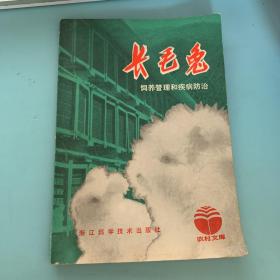 长毛兔
饲养管理和疾病防治
浙江科学技术出版社
农村文库